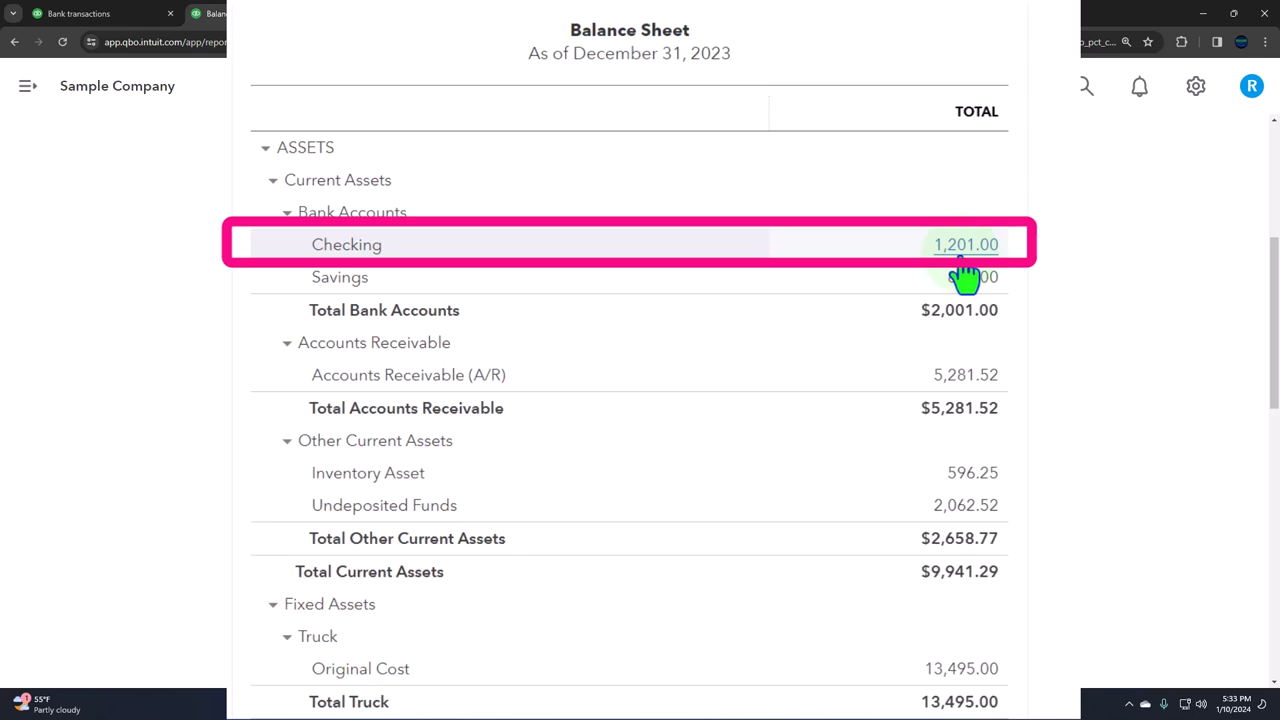 Bank transactions
Bank
qbo.qbo.intuit.com/app/repor
Sample Company
R
Balance Sheet
As of December 31, 2023
TOTAL
ASSETS
Current Assets
Bank Accounts
Checking 1,201.00
Savings 00
Total Bank Accounts $2,001.00
Accounts Receivable
Accounts Receivable (A/R) 5,281.52
Total Accounts Receivable $5,281.52
Other Current Assets
Inventory Asset 596.25
Undeposited Funds 2,062.52
Total Other Current Assets $2,658.77
Total Current Assets $9,941.29
Fixed Assets
Truck
Original Cost 13,495.00
Total Truck 13,495.00
1
55°F
Partly cloudy
5:33 PM
1/10/2024